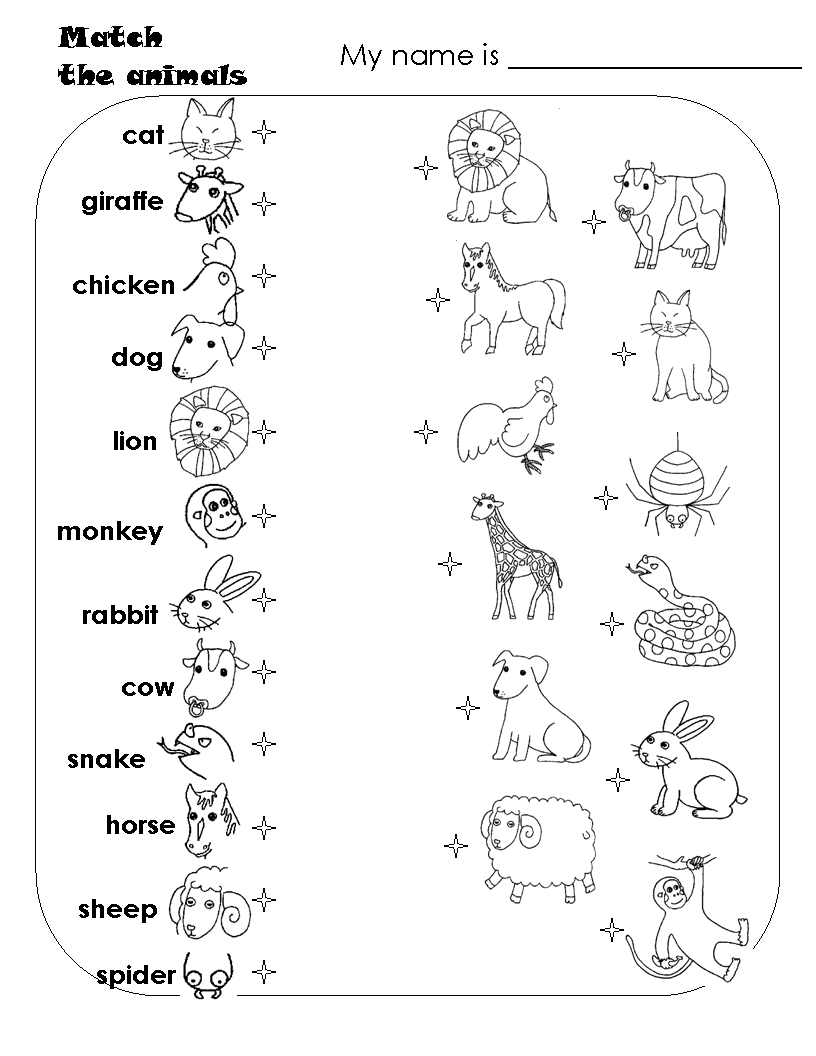 Match
the animals
My name is ____________________
cat
giraffe
chicken
dog
lion
monkey
rabbit
cow
snake
horse
sheep
spider